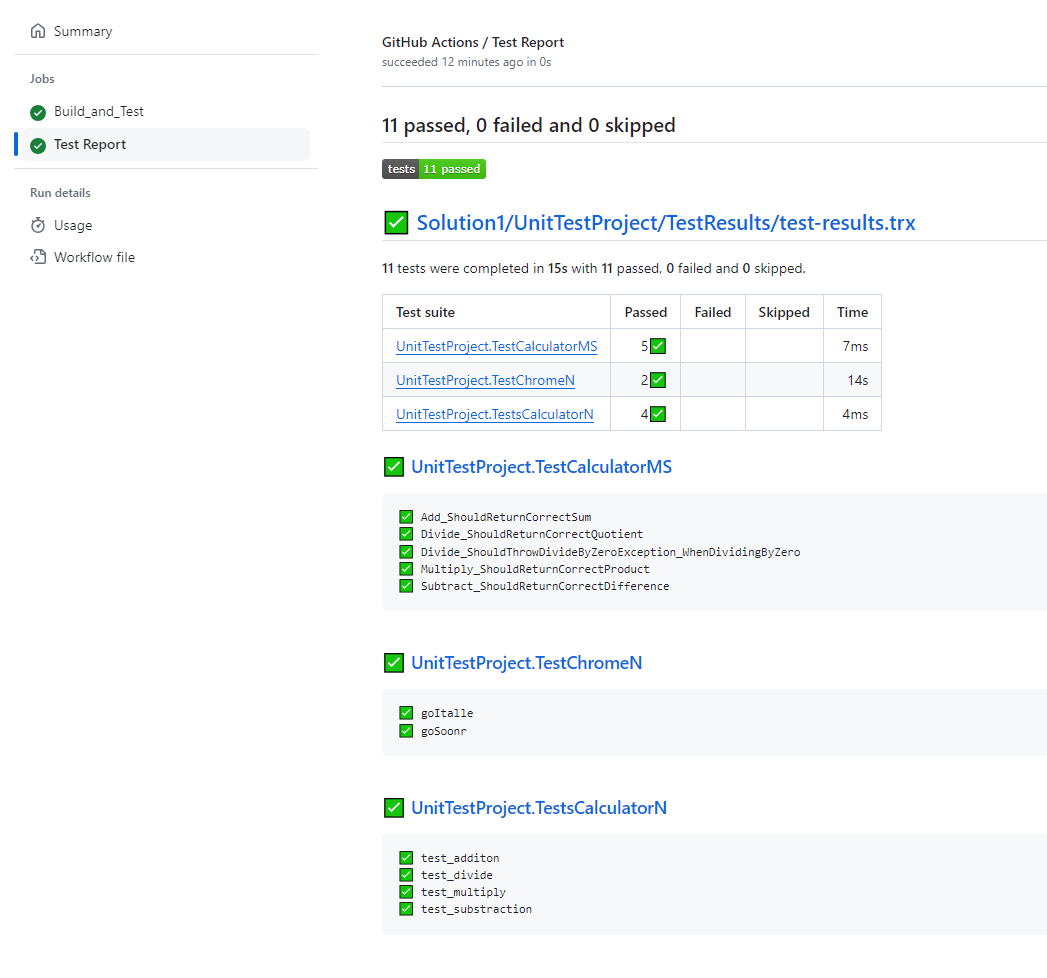 Summary
Jobs
Build_and_Test
Test Report
Run details
Usage
Workflow file
GitHub Actions / Test Report
succeeded 12 minutes ago in 0s
11 passed, 0 failed and 0 skipped
tests 11 passed
Solution1/UnitTestProject/TestResults/test-results.trx
11 tests were completed in 15s with 11 passed, 0 failed and 0 skipped.
Test suite Passed Failed Skipped Time
UnitTestProject.TestCalculatorMS 5✅ 7ms
UnitTestProject.TestChromeN 2✅ 14s
UnitTestProject.TestsCalculatorN 4✅ 4ms
✅ UnitTestProject.TestCalculatorMS
✅ Add_ShouldReturnCorrectSum
✅ Divide_ShouldReturnCorrectQuotient
✅ Divide_ShouldThrowDivideByZeroException_WhenDividingByZero
✅ Multiply_ShouldReturnCorrectProduct
✅ Subtract_ShouldReturnCorrectDifference
✅ UnitTestProject.TestChromeN
✅ goItalle
✅ goSoonr
✅ UnitTestProject.TestsCalculatorN
✅ test_additon
✅ test_divide
✅ test_multiply
✅ test_substraction